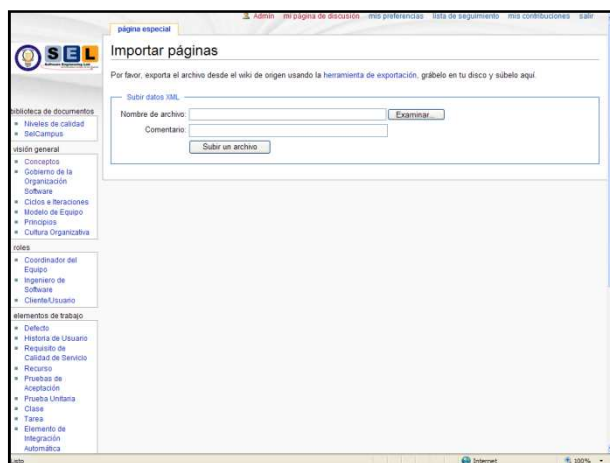 Admin mi página de discusión mis preferencias lista de seguimiento mis contribuciones salir
página especial
SEL
Software Engineering Lab
Importar páginas
Por favor, exporta el archivo desde el wiki de origen usando la herramienta de exportación, grábelo en tu disco y súbelo aquí.
Subir datos XML
Nombre de archivo:
Examinar...
Comentario:
Subir un archivo
biblioteca de documentos
Niveles de calidad
SelCampus
visión general
Conceptos
Gobierno de la
Organización
Software
Ciclos e Iteraciones
Modelo de Equipo
Principios
Cultura Organizativa
roles
Coordinador del
Equipo
Ingeniero de
Software
Cliente/Usuario
elementos de trabajo
Defecto
Historia de Usuario
Requisito de
Calidad de Servicio
Recurso
Pruebas de
Aceptación
Prueba Unitaria
Clase
Tarea
Elemento de
Integración
Automática
Listo
Internet
100%